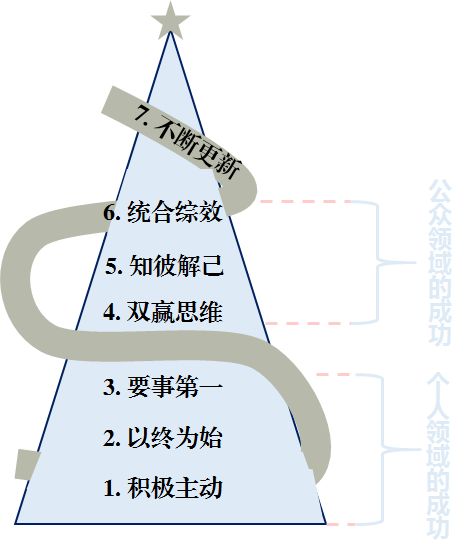 7. 不断更新
6. 统合综效
5. 知彼解己
4. 双赢思维
3. 要事第一
2. 以终为始
1. 积极主动
公众领域的成功
个人领域的成功